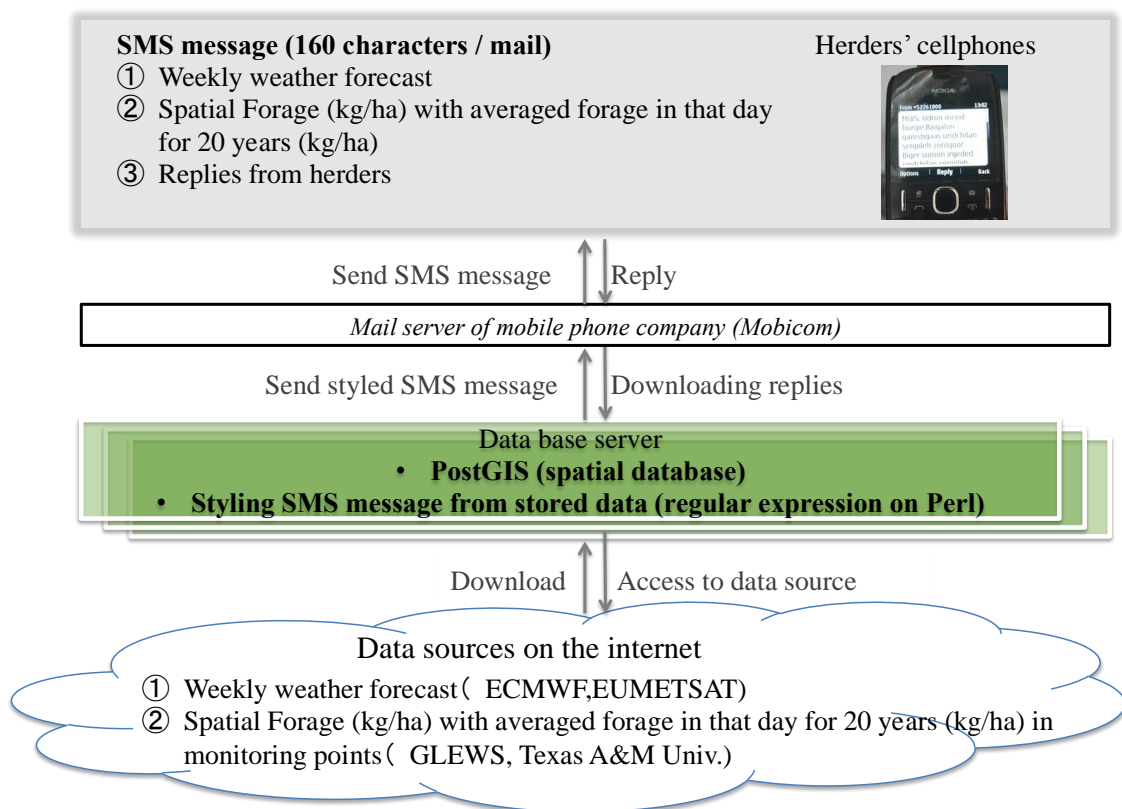 SMS message (160 characters / mail)
① Weekly weather forecast
② Spatial Forage (kg/ha) with averaged forage in that day
for 20 years (kg/ha)
③ Replies from herders
Herders' cellphones
NOKIA
From +52261800 13:02
Options Reply Back
Send SMS message
Reply
Mail server of mobile phone company (Mobicom)
Send styled SMS message
Downloading replies
Data base server
• PostGIS (spatial database)
• Styling SMS message from stored data (regular expression on Perl)
Download
Access to data source
Data sources on the internet
① Weekly weather forecast( ECMWF,EUMETSAT)
② Spatial Forage (kg/ha) with averaged forage in that day for 20 years (kg/ha) in
monitoring points( GLEWS, Texas A&M Univ.)